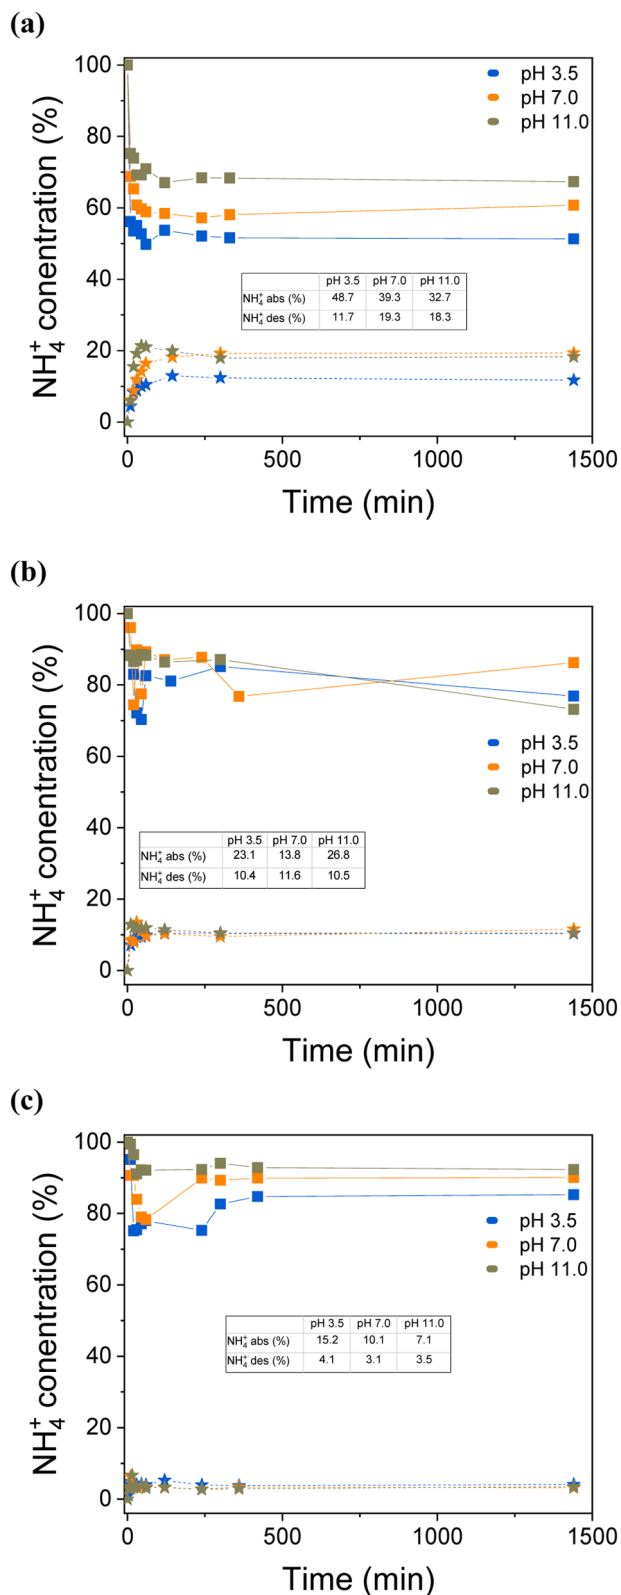 (a)
NH₄⁺ conentration (%)
100
80
60
40
20
0
pH 3.5
pH 7.0
pH 11.0
pH 3.5 pH 7.0 pH 11.0
NH₄⁺ abs (%) 48.7 39.3 32.7
NH₄⁺ des (%) 11.7 19.3 18.3
0 500 1000 1500
Time (min)
(b)
NH₄⁺ conentration (%)
100
80
60
40
20
0
pH 3.5
pH 7.0
pH 11.0
pH 3.5 pH 7.0 pH 11.0
NH₄⁺ abs (%) 23.1 13.8 26.8
NH₄⁺ des (%) 10.4 11.6 10.5
0 500 1000 1500
Time (min)
(c)
NH₄⁺ conentration (%)
100
80
60
40
20
0
pH 3.5
pH 7.0
pH 11.0
pH 3.5 pH 7.0 pH 11.0
NH₄⁺ abs (%) 15.2 10.1 7.1
NH₄⁺ des (%) 4.1 3.1 3.5
0 500 1000 1500
Time (min)